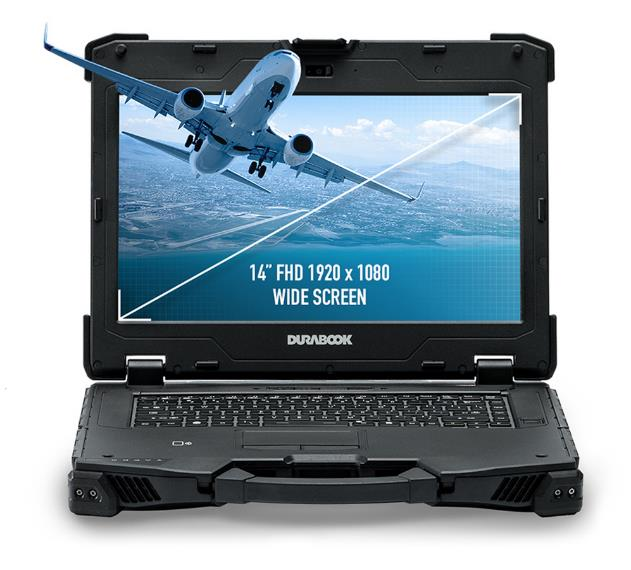 14” FHD 1920 x 1080
WIDE SCREEN
DURABOOK